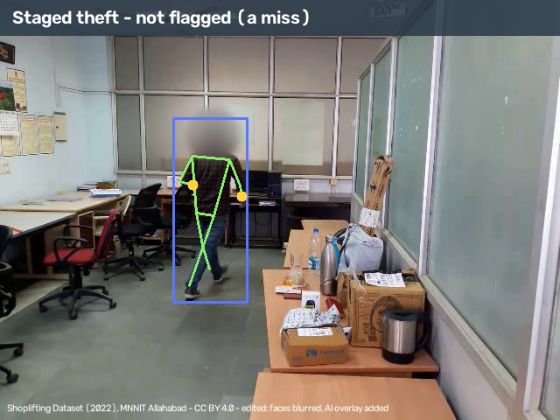 Staged theft - not flagged (a miss)
Shoplifting Dataset (2022), MNNIT Allahabad - CC BY 4.0 - edited: faces blurred, AI overlay added